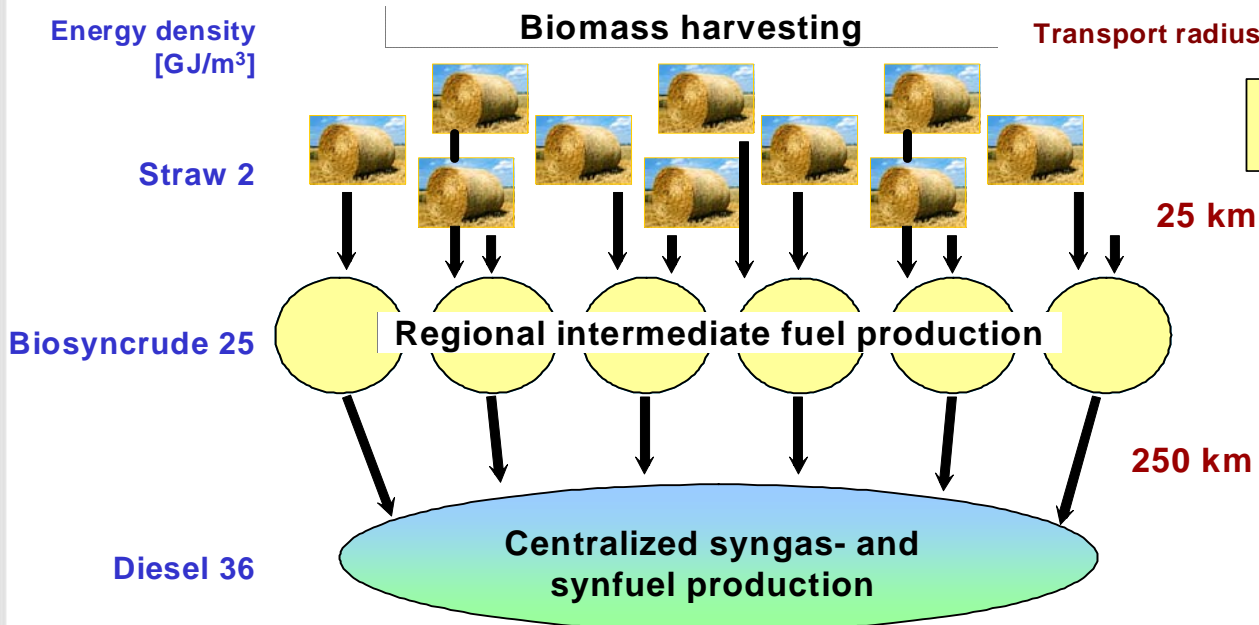 Energy density
[GJ/m³]
Biomass harvesting
Transport radius
Straw 2
25 km
Biosyncrude 25
Regional intermediate fuel production
250 km
Diesel 36
Centralized syngas- and
synfuel production